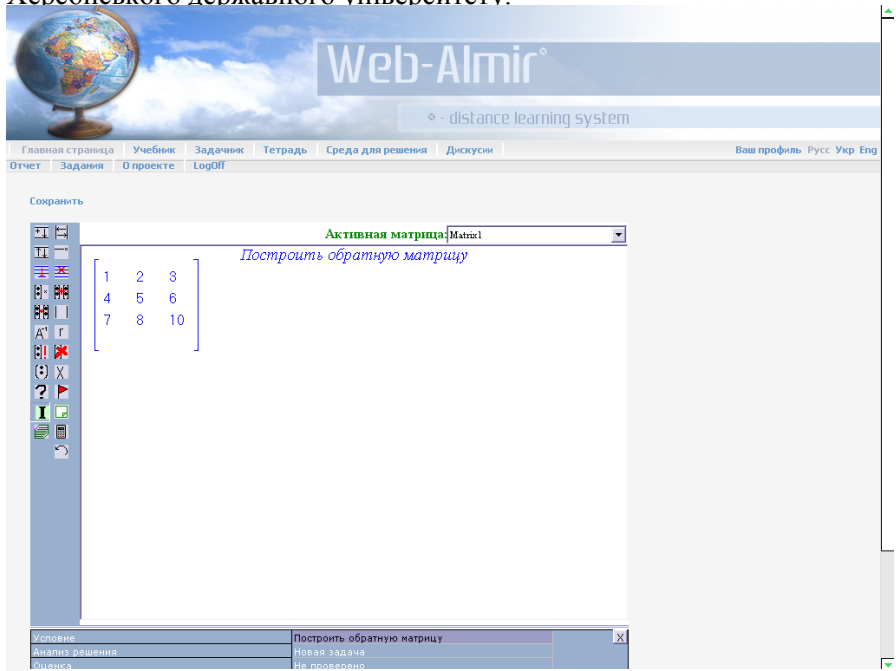 Херсонського державного університету.
Web-Almir
- distance learning system
Главная страница Учебник Задачник Тетрадь Среда для решения Дискусии Ваш профиль Русс Укр Eng
Отчет Задания О проекте LogOff
Сохранить
Активная матрица: Matrix1
Построить обратную матрицу
1 2 3
4 5 6
7 8 10
A⁻¹ r
X
?
I
Условие Построить обратную матрицу X
Анализ решения Новая задача
Оценка Не проверено